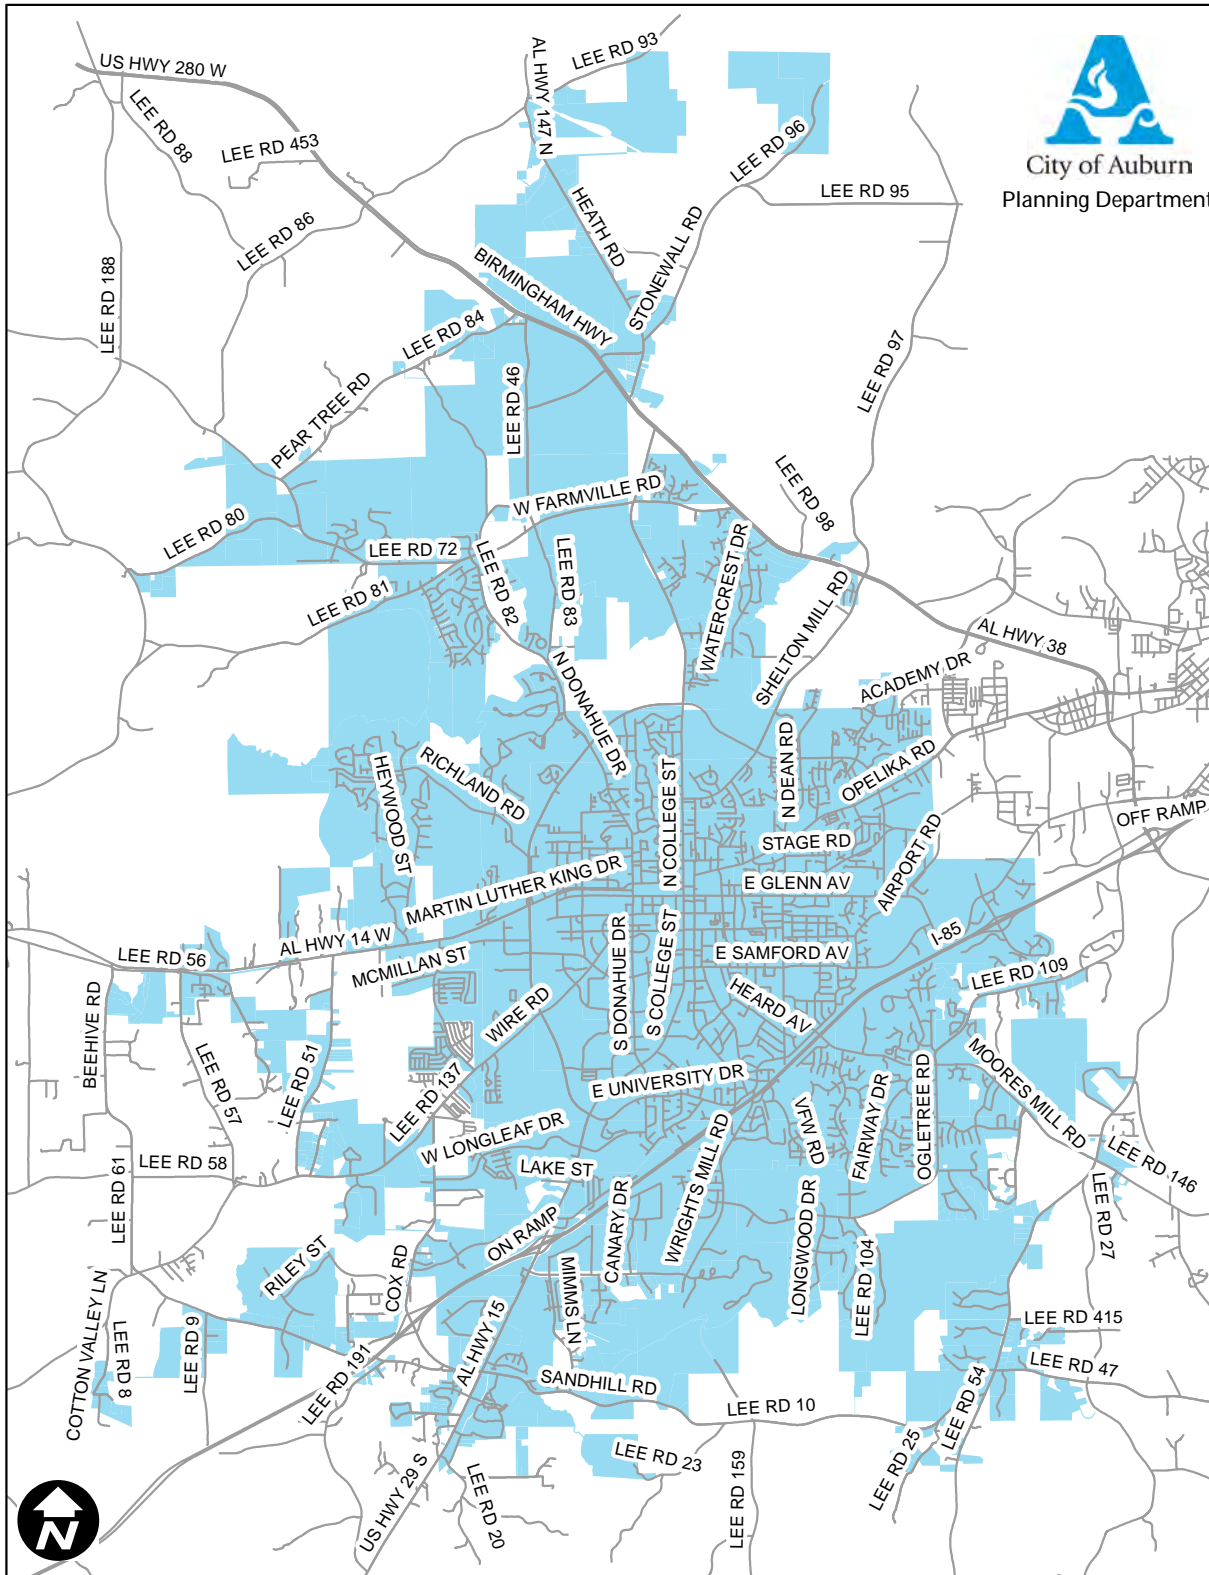 US HWY 280 W
AL HWY 147 N
LEE RD 93
LEE RD 88
LEE RD 453
LEE RD 96
City of Auburn
Planning Department
LEE RD 95
LEE RD 86
HEATH RD
STONEWALL RD
LEE RD 188
BIRMINGHAM HWY
LEE RD 84
LEE RD 97
LEE RD 46
PEAR TREE RD
W FARMVILLE RD
LEE RD 98
LEE RD 80
LEE RD 72
LEE RD 82
LEE RD 83
WATERCREST DR
LEE RD 81
SHELTON MILL RD
AL HWY 38
N DONAHUE DR
ACADEMY DR
RICHLAND RD
HEYWOOD ST
N COLLEGE ST
N DEAN RD
OPELIKA RD
OFF RAMP
STAGE RD
AIRPORT RD
MARTIN LUTHER KING DR
E GLENN AV
AL HWY 14 W
I-85
LEE RD 56
MCMILLAN ST
S DONAHUE DR
S COLLEGE ST
E SAMFORD AV
LEE RD 109
BEEHIVE RD
WIRE RD
HEARD AV
LEE RD 57
LEE RD 51
LEE RD 137
E UNIVERSITY DR
MOORES MILL RD
VFW RD
FAIRWAY DR
OGLETREE RD
W LONGLEAF DR
LEE RD 58
LEE RD 61
LAKE ST
WRIGHTS MILL RD
LEE RD 146
CANARY DR
LONGWOOD DR
LEE RD 27
ON RAMP
RILEY ST
COX RD
LEE RD 104
COTTON VALLEY LN
MIMMS LN
LEE RD 8
LEE RD 9
AL HWY 15
LEE RD 415
LEE RD 191
SANDHILL RD
LEE RD 47
LEE RD 54
LEE RD 10
LEE RD 23
LEE RD 25
US HWY 29 S
LEE RD 20
LEE RD 159
N